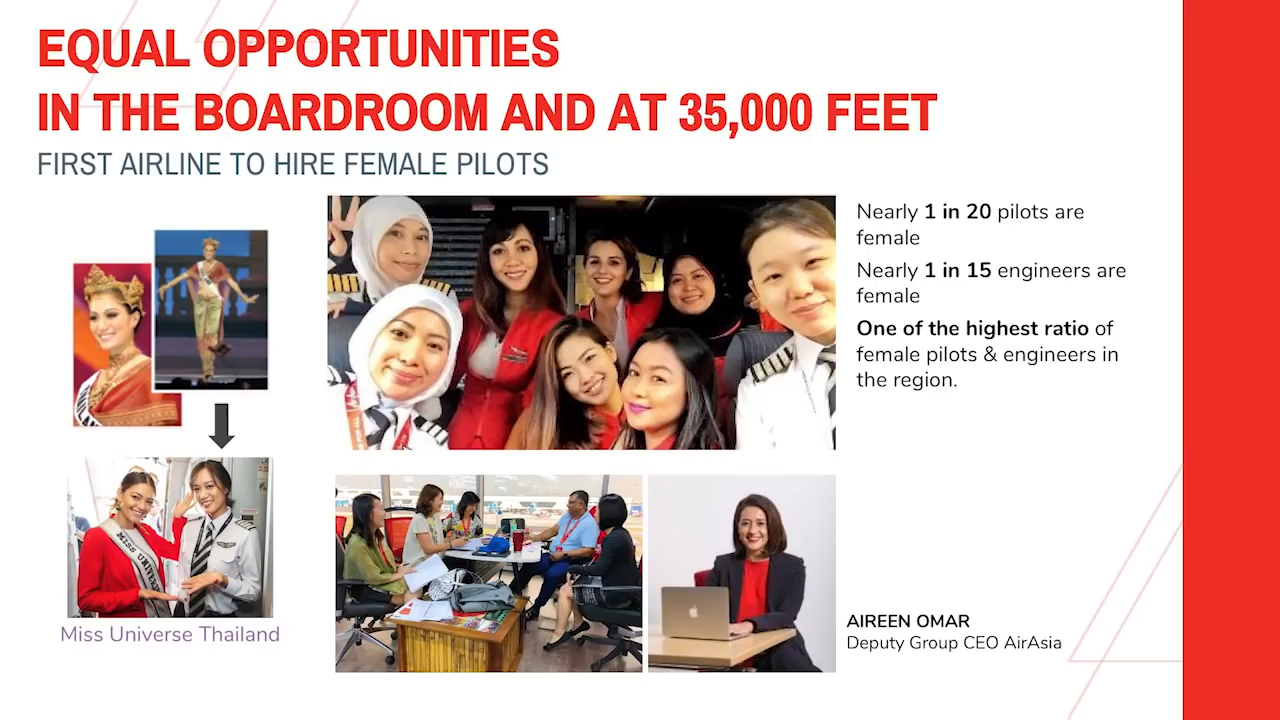 EQUAL OPPORTUNITIES
IN THE BOARDROOM AND AT 35,000 FEET
FIRST AIRLINE TO HIRE FEMALE PILOTS
Nearly 1 in 20 pilots are
female
Nearly 1 in 15 engineers are
female
One of the highest ratio of
female pilots & engineers in
the region.
MISS UNIVERSE
Miss Universe Thailand
AIREEN OMAR
Deputy Group CEO AirAsia